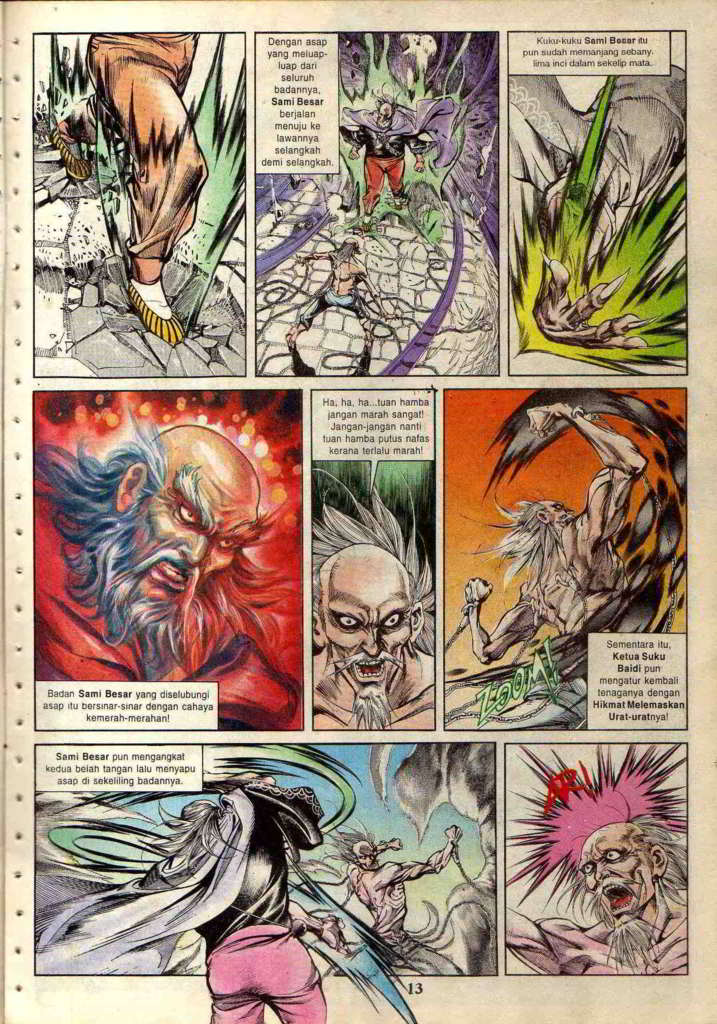 Dengan asap
yang meluap-
luap dari
seluruh
badannya,
Sami Besar
berjalan
menuju ke
lawannya
selangkah
demi selangkah.
Kuku-kuku Sami Besar itu
pun sudah memanjang sebany.
lima inci dalam sekelip mata.
Badan Sami Besar yang diselubungi
asap itu bersinar-sinar dengan cahaya
kemerah-merahan!
Ha, ha, ha...tuan hamba
jangan marah sangat!
Jangan-jangan nanti
tuan hamba putus nafas
kerana terlalu marah!
ZOOM!
Sementara itu,
Ketua Suku
Baidi pun
mengatur kembali
tenaganya dengan
Hikmat Melemaskan
Urat-uratnya!
Sami Besar pun mengangkat
kedua belah tangan lalu menyapu
asap di sekeliling badannya.
13